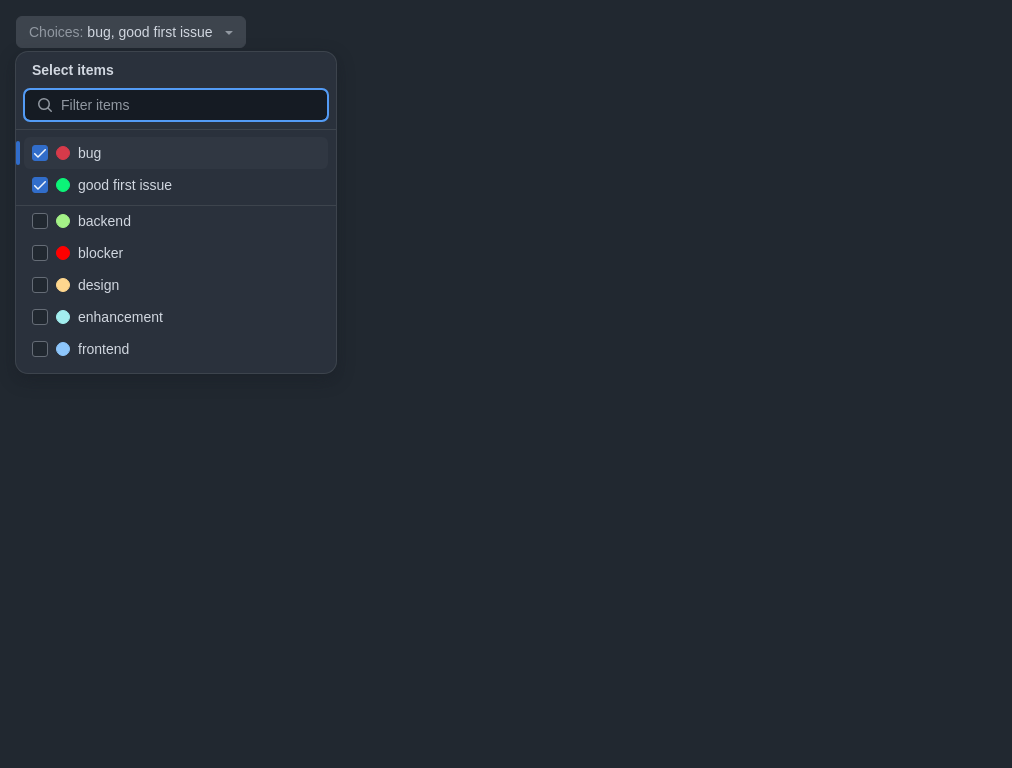 Choices: bug, good first issue
Select items
Filter items
bug
good first issue
backend
blocker
design
enhancement
frontend